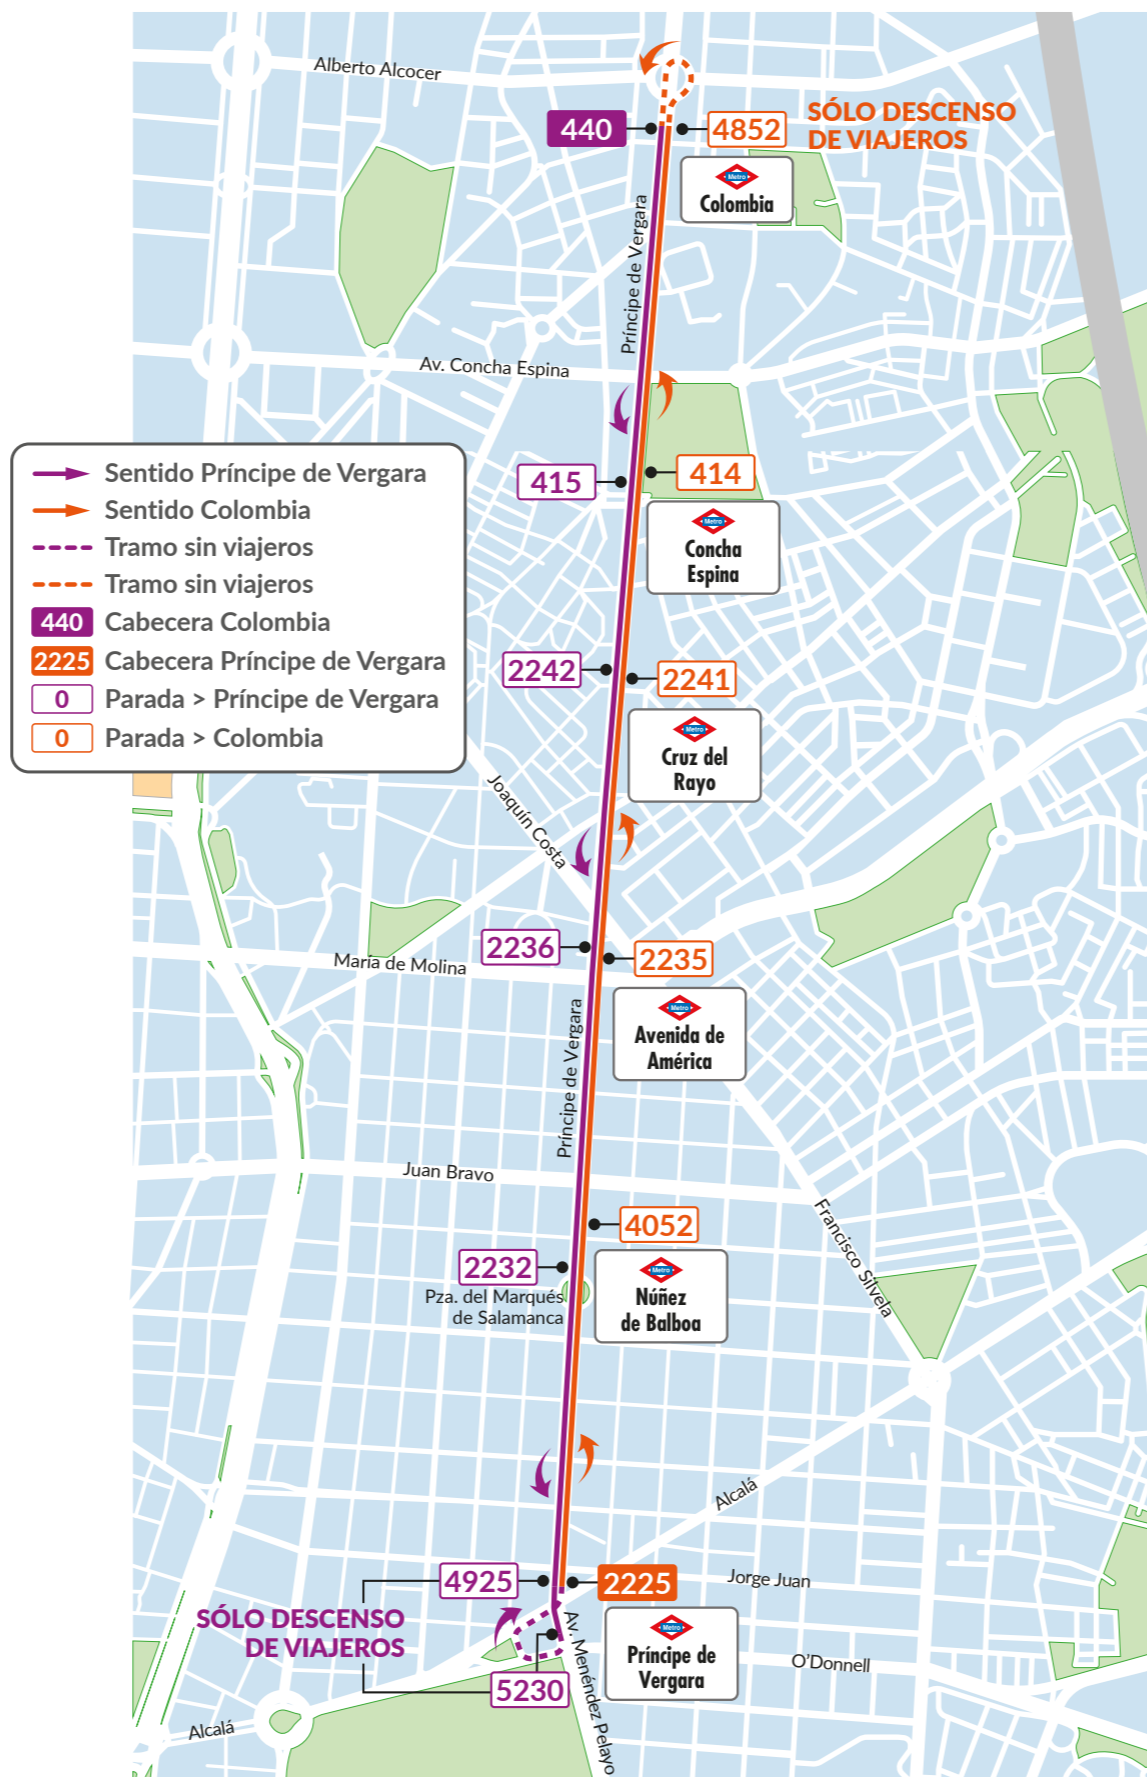 Alberto Alcocer
440
4852
SÓLO DESCENSO
DE VIAJEROS
Metro
Colombia
Príncipe de Vergara
Av. Concha Espina
Sentido Príncipe de Vergara
Sentido Colombia
Tramo sin viajeros
Tramo sin viajeros
440 Cabecera Colombia
2225 Cabecera Príncipe de Vergara
0 Parada > Príncipe de Vergara
0 Parada > Colombia
415
414
Metro
Concha
Espina
2242
2241
Metro
Cruz del
Rayo
Joaquín Costa
2236
2235
María de Molina
Metro
Avenida de
América
Príncipe de Vergara
Juan Bravo
Francisco Silvela
4052
2232
Pza. del Marqués
de Salamanca
Metro
Núñez
de Balboa
Alcalá
4925
2225
Jorge Juan
SÓLO DESCENSO
DE VIAJEROS
Metro
Príncipe de
Vergara
Av. Menéndez Pelayo
O'Donnell
5230
Alcalá